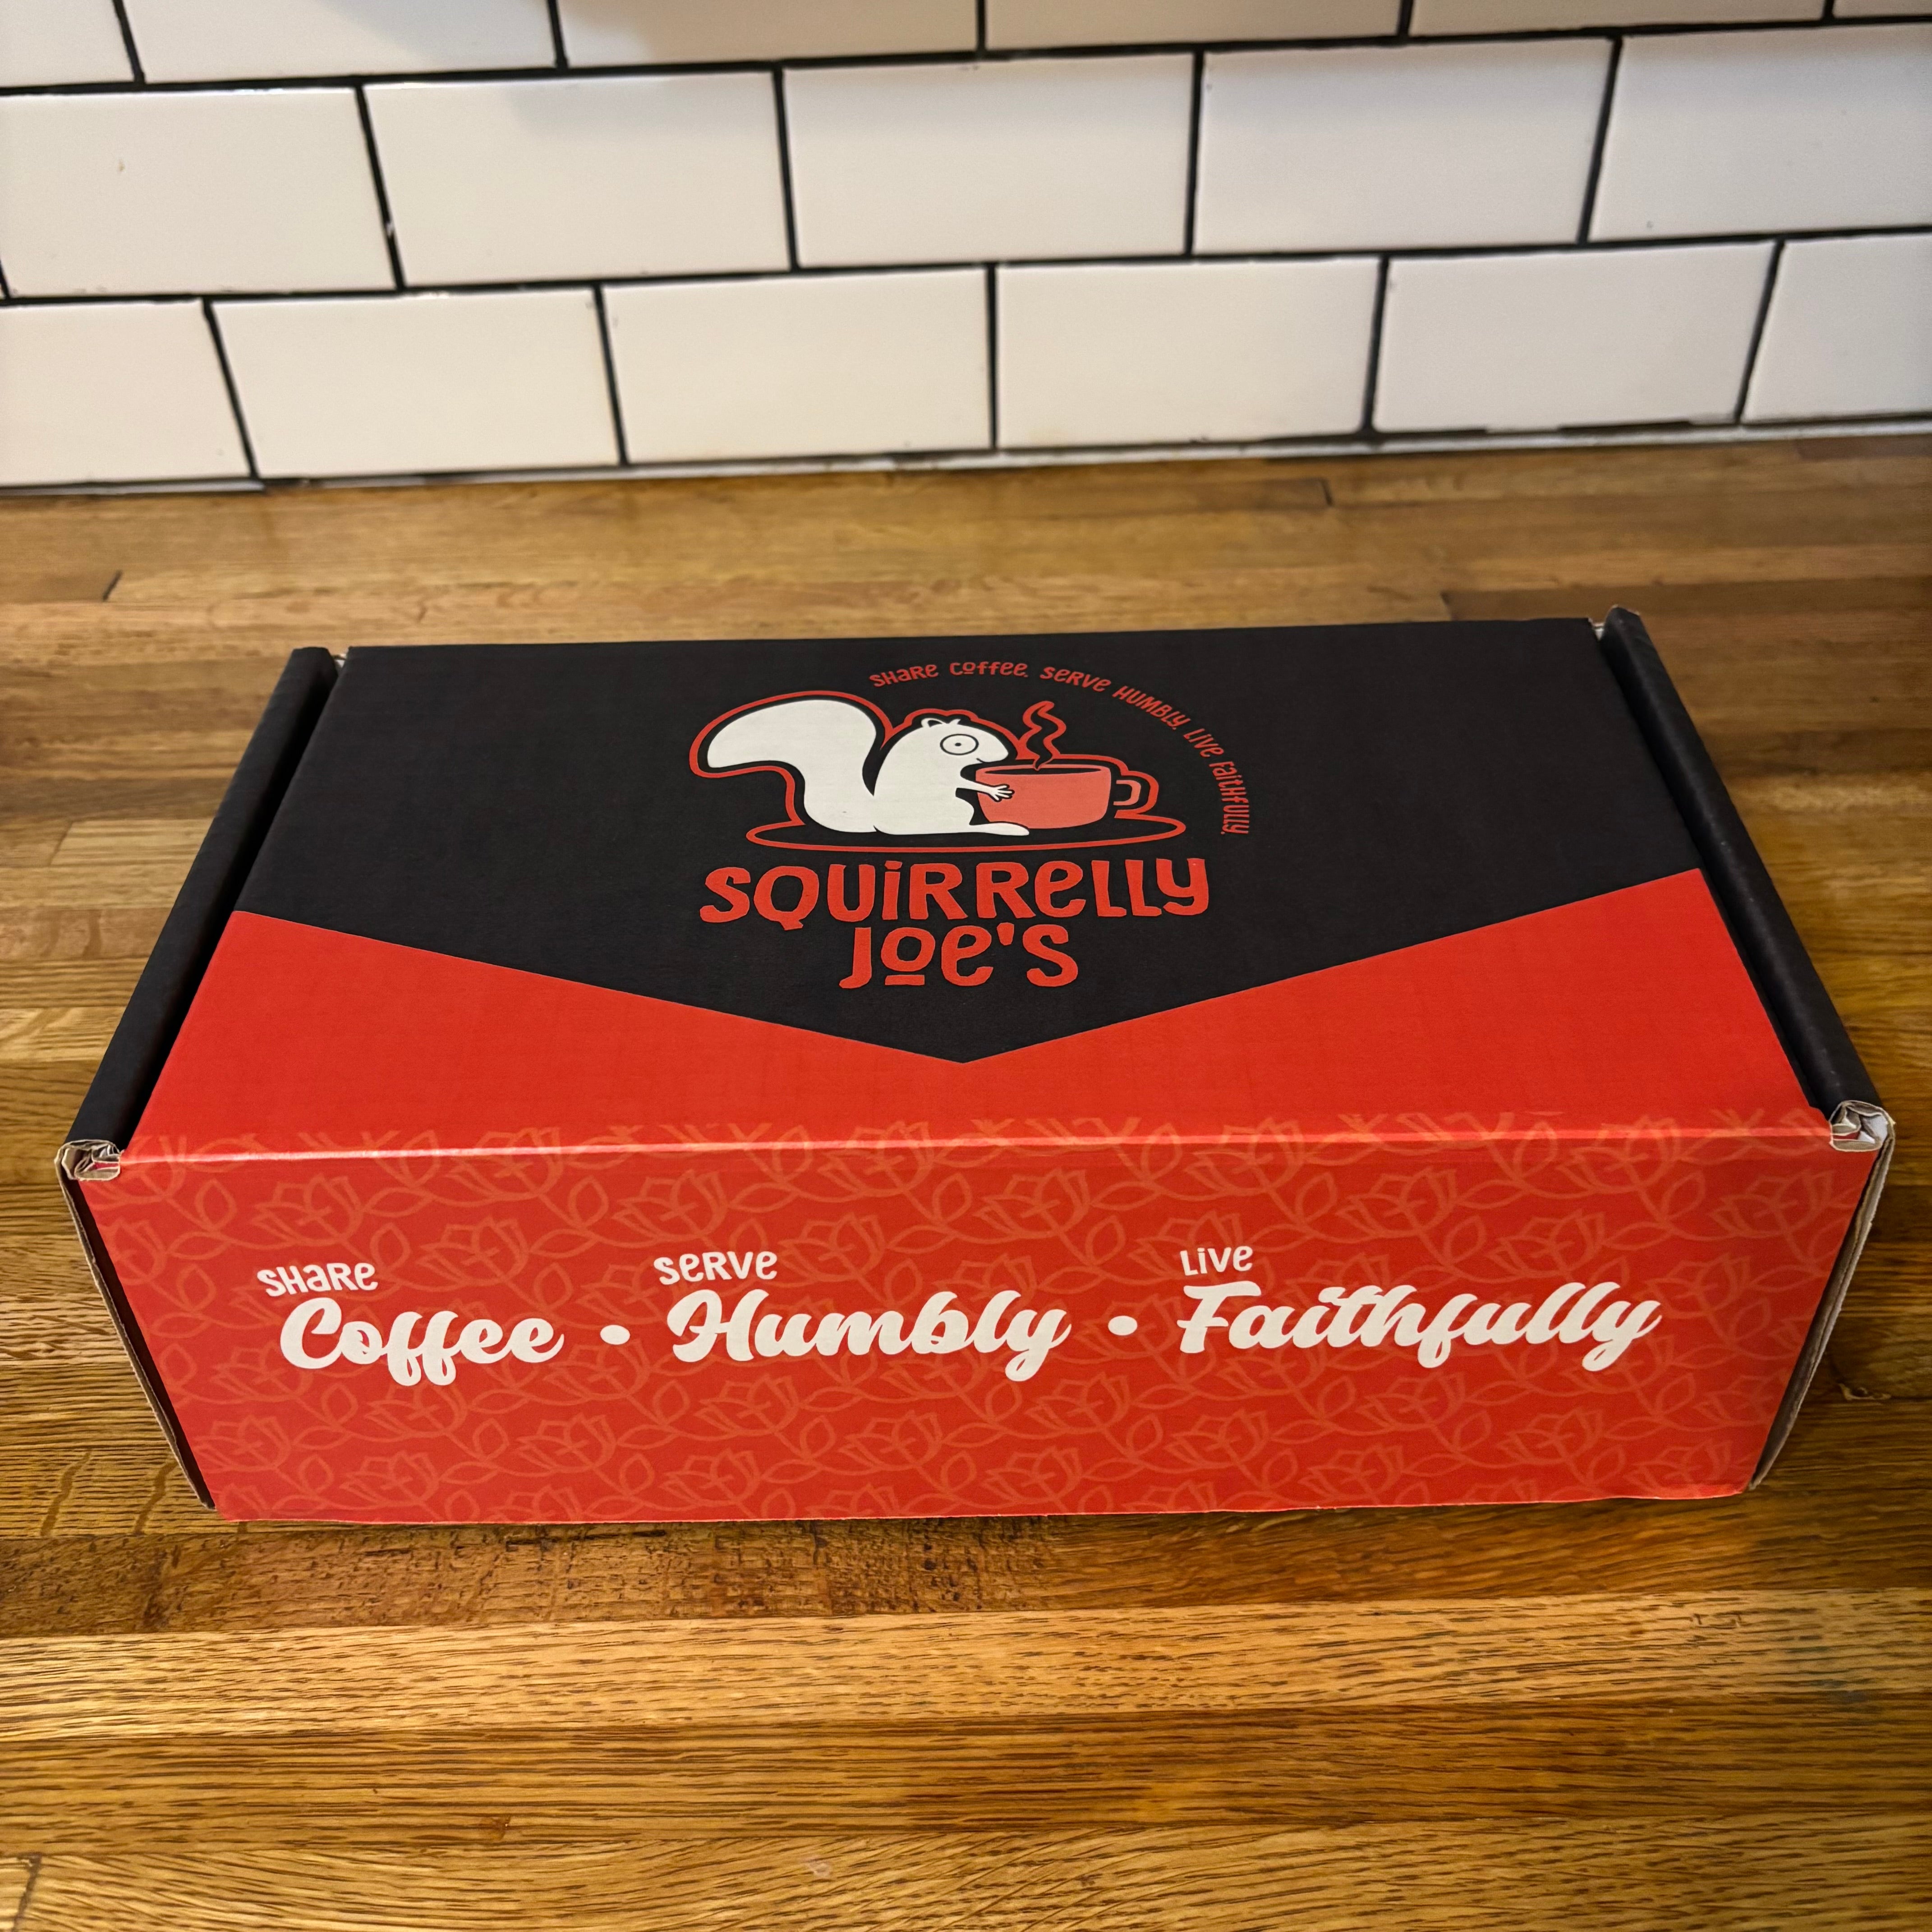 SHARE COFFEE. SERVE HUMBLY. LIVE FAITHFULLY.
SQUIRRELLY
JOE'S
SHARE Coffee • SERVE Humbly • LIVE Faithfully